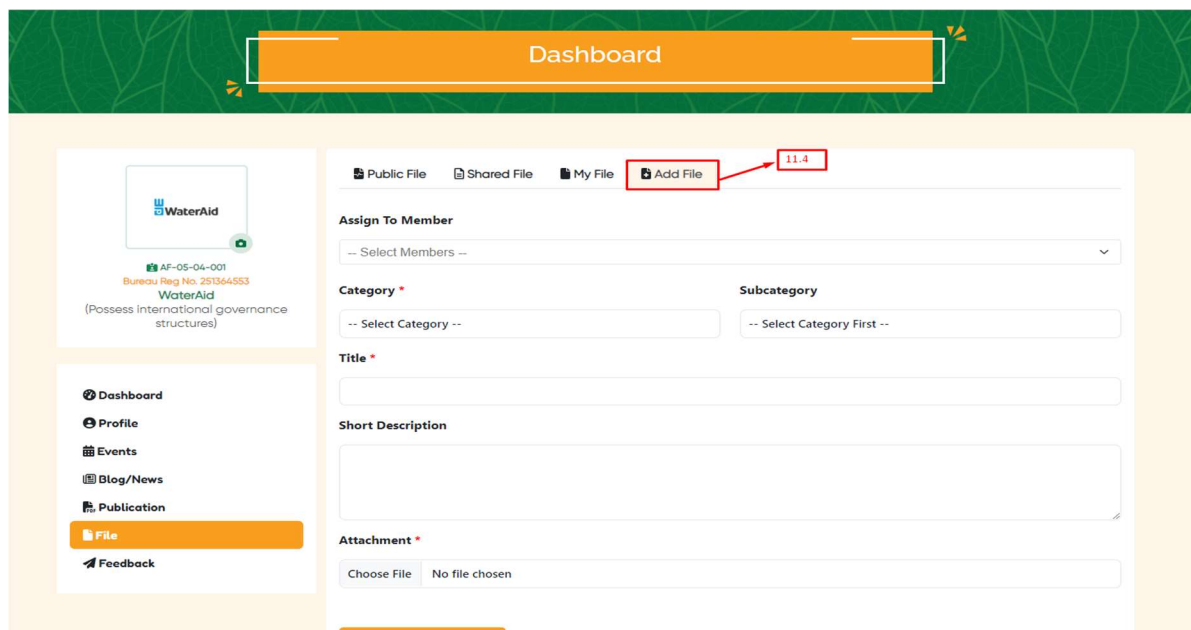 Dashboard
Public File
Shared File
My File
Add File
11.4
WaterAid
AF-05-04-001
Bureau Reg No. 251364553
WaterAid
(Possess international governance
structures)
Dashboard
Profile
Events
Blog/News
Publication
File
Feedback
Assign To Member
-- Select Members --
Category *
Subcategory
-- Select Category --
-- Select Category First --
Title *
Short Description
Attachment *
Choose File
No file chosen